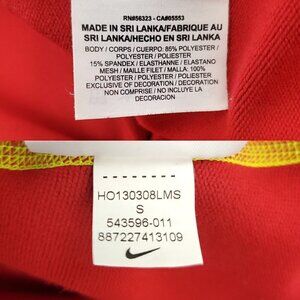 RN#56323 - CA#05553
MADE IN SRI LANKA/FABRIQUE AU
SRI LANKA/HECHO EN SRI LANKA
BODY / CORPS / CUERPO: 85% POLYESTER /
POLYESTER / POLIESTER
15% SPANDEX / ELASTHANNE / ELASTANO
MESH / MAILLE FILET / MALLA: 100%
POLYESTER / POLYESTER / POLIESTER
EXCLUSIVE OF DECORATION / DECORATION
NON COMPRISE / DECORACION NO
INCLUIDA
HO130308LMS
S
543596-011
887227413109